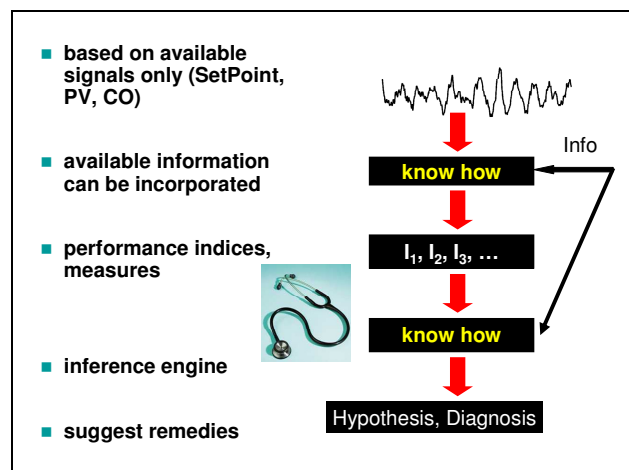 based on available
signals only (SetPoint,
PV, CO)
available information
can be incorporated
performance indices,
measures
inference engine
suggest remedies
Info
know how
I₁, I₂, I₃, …
know how
Hypothesis, Diagnosis